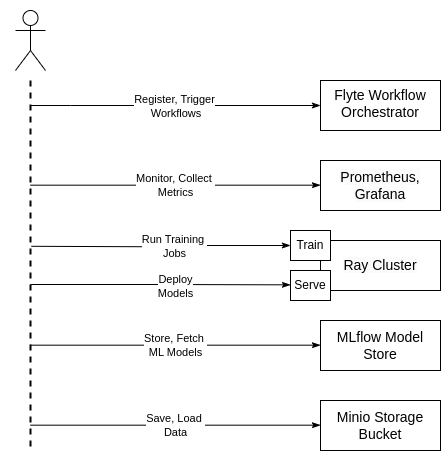 Register, Trigger
Workflows
Flyte Workflow
Orchestrator
Monitor, Collect
Metrics
Prometheus,
Grafana
Run Training
Jobs
Train
Ray Cluster
Deploy
Models
Serve
Store, Fetch
ML Models
MLflow Model
Store
Save, Load
Data
Minio Storage
Bucket